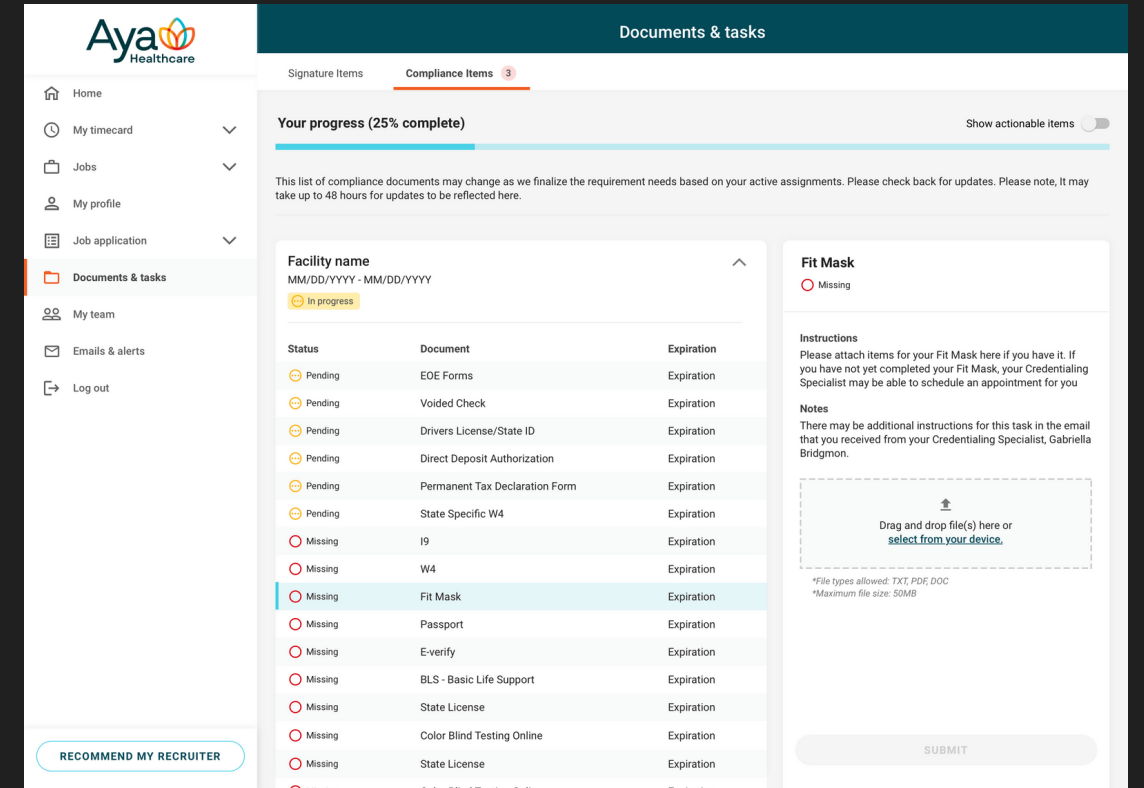 Aya
Healthcare
Home
My timecard
Jobs
My profile
Job application
Documents & tasks
My team
Emails & alerts
Log out
RECOMMEND MY RECRUITER
Documents & tasks
Signature Items
Compliance Items 3
Your progress (25% complete)
Show actionable items
This list of compliance documents may change as we finalize the requirement needs based on your active assignments. Please check back for updates. Please note, It may
take up to 48 hours for updates to be reflected here.
Facility name
MM/DD/YYYY - MM/DD/YYYY
In progress
Status Document Expiration
Pending EOE Forms Expiration
Pending Voided Check Expiration
Pending Drivers License/State ID Expiration
Pending Direct Deposit Authorization Expiration
Pending Permanent Tax Declaration Form Expiration
Pending State Specific W4 Expiration
Missing I9 Expiration
Missing W4 Expiration
Missing Fit Mask Expiration
Missing Passport Expiration
Missing E-verify Expiration
Missing BLS - Basic Life Support Expiration
Missing State License Expiration
Missing Color Blind Testing Online Expiration
Missing State License Expiration
Fit Mask
Missing
Instructions
Please attach items for your Fit Mask here if you have it. If
you have not yet completed your Fit Mask, your Credentialing
Specialist may be able to schedule an appointment for you
Notes
There may be additional instructions for this task in the email
that you received from your Credentialing Specialist, Gabriella
Bridgmon.
Drag and drop file(s) here or
select from your device.
*File types allowed: TXT, PDF, DOC
*Maximum file size: 50MB
SUBMIT